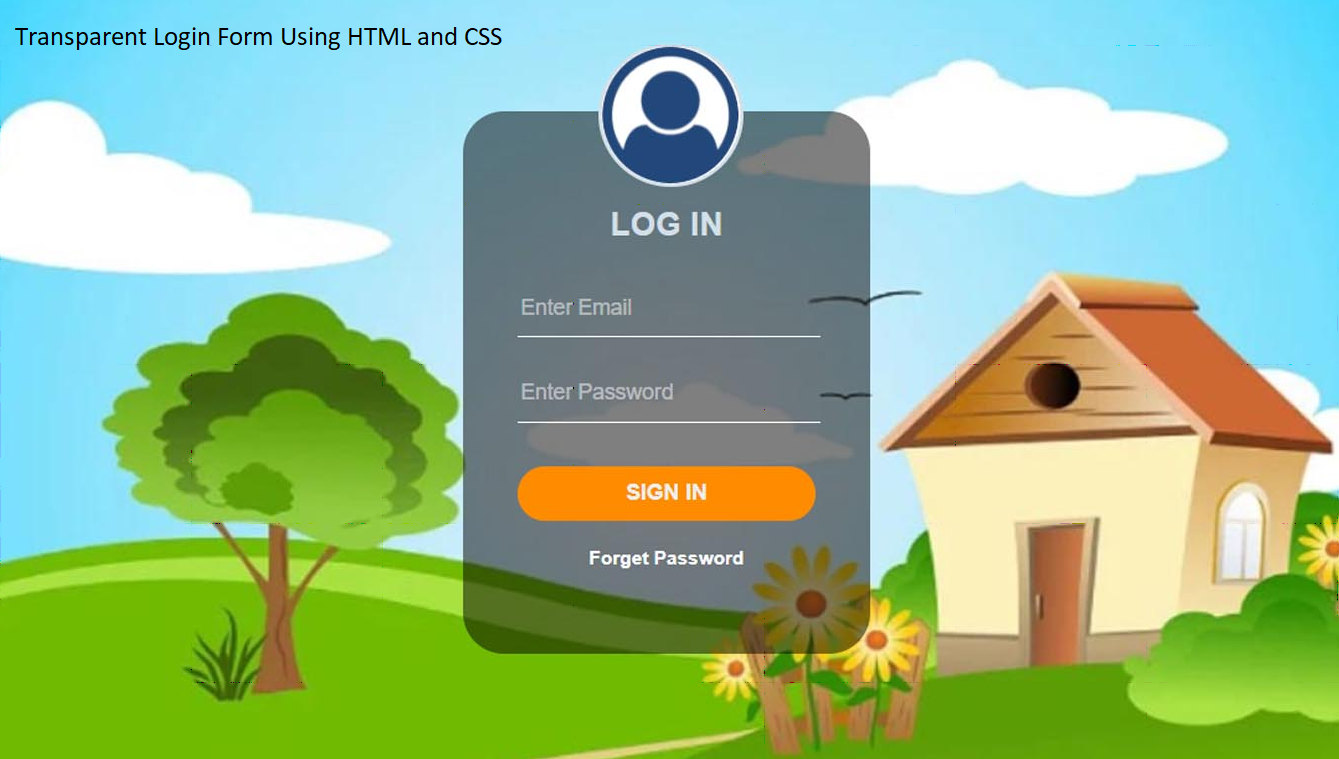 Transparent Login Form Using HTML and CSS
LOG IN
Enter Email
Enter Password
SIGN IN
Forget Password